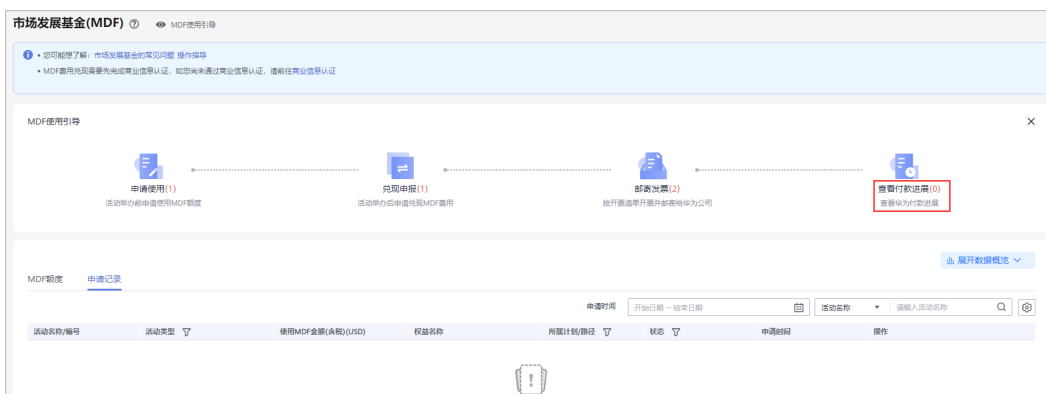 市场发展基金(MDF) MDF使用引导
• 您可能想了解：市场发展基金的常见问题 操作指导
• MDF费用兑现需要先完成商业信息认证，如您尚未通过商业信息认证，请前往商业信息认证
MDF使用引导
申请使用(1) 兑现申报(1) 邮寄发票(2) 查看付款进展(0)
活动举办前申请使用MDF额度 活动举办后申请兑现MDF费用 按开票清单开票并邮寄给华为公司 查看华为付款进展
展开数据概览
MDF额度 申请记录
申请时间 开始日期 – 结束日期 活动名称 请输入活动名称
活动名称/编号 活动类型 使用MDF金额(含税)(USD) 权益名称 所属计划/路径 状态 申请时间 操作